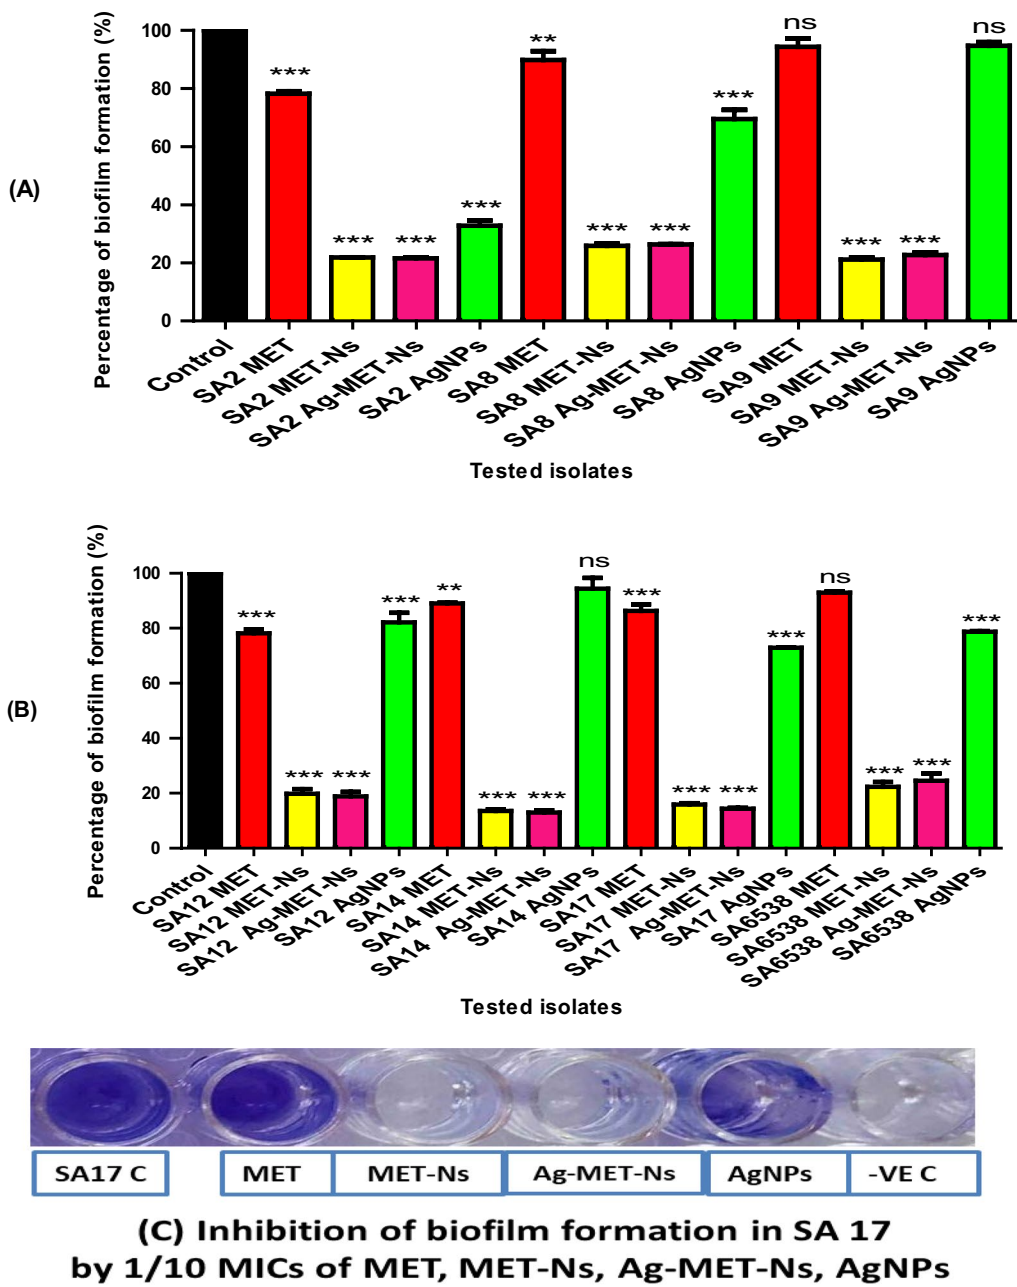 (A)
Percentage of biofilm formation (%)
100
80
60
40
20
0
***
***
***
***
**
***
***
***
ns
***
***
ns
Control
SA2 MET
SA2 MET-Ns
SA2 Ag-MET-Ns
SA2 AgNPs
SA8 MET
SA8 MET-Ns
SA8 Ag-MET-Ns
SA8 AgNPs
SA9 MET
SA9 MET-Ns
SA9 Ag-MET-Ns
SA9 AgNPs
Tested isolates
(B)
Percentage of biofilm formation (%)
100
80
60
40
20
0
***
***
***
***
**
***
***
ns
***
***
***
***
ns
***
***
***
Control
SA12 MET
SA12 MET-Ns
SA12 Ag-MET-Ns
SA12 AgNPs
SA14 MET
SA14 MET-Ns
SA14 Ag-MET-Ns
SA14 AgNPs
SA17 MET
SA17 MET-Ns
SA17 Ag-MET-Ns
SA17 AgNPs
SA6538 MET
SA6538 MET-Ns
SA6538 Ag-MET-Ns
SA6538 AgNPs
Tested isolates
SA17 C
MET
MET-Ns
Ag-MET-Ns
AgNPs
-VE C
(C) Inhibition of biofilm formation in SA 17
by 1/10 MICs of MET, MET-Ns, Ag-MET-Ns, AgNPs